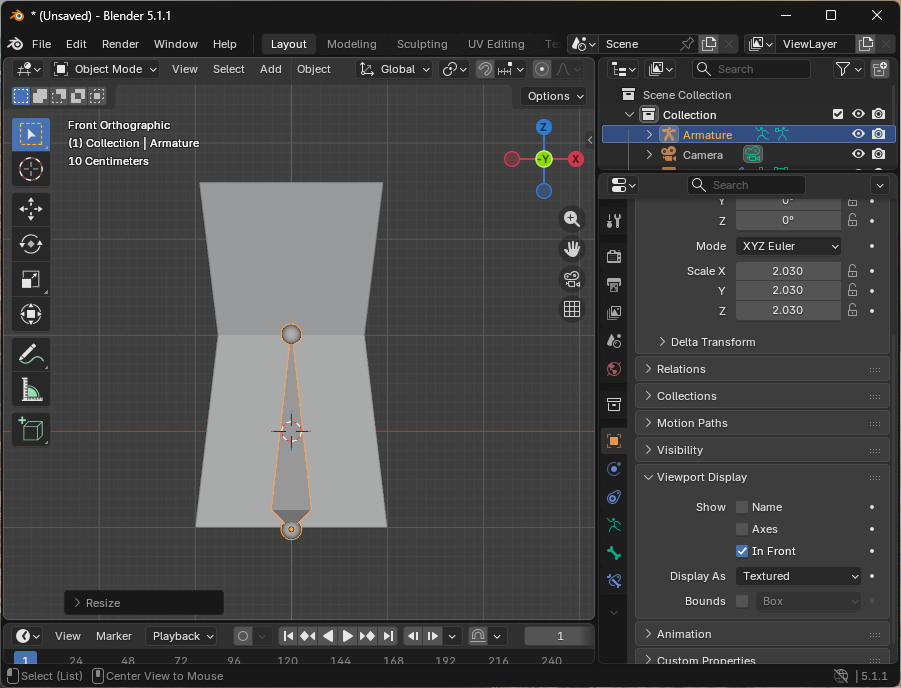 * (Unsaved) - Blender 5.1.1
File Edit Render Window Help Layout Modeling Sculpting UV Editing Te Scene ViewLayer
Object Mode View Select Add Object Global
Search
Options
Scene Collection
Collection
Armature
Camera
Front Orthographic
(1) Collection | Armature
10 Centimeters
Z
-Y
X
Search
Y 0°
Z 0°
Mode XYZ Euler
Scale X 2.030
Y 2.030
Z 2.030
Delta Transform
Relations
Collections
Motion Paths
Visibility
Viewport Display
Show Name
Axes
In Front
Display As Textured
Bounds Box
Animation
Custom Properties
Resize
View Marker Playback 1
1 24 48 72 96 120 144 168 192 216 240
Select (List) Center View to Mouse 5.1.1